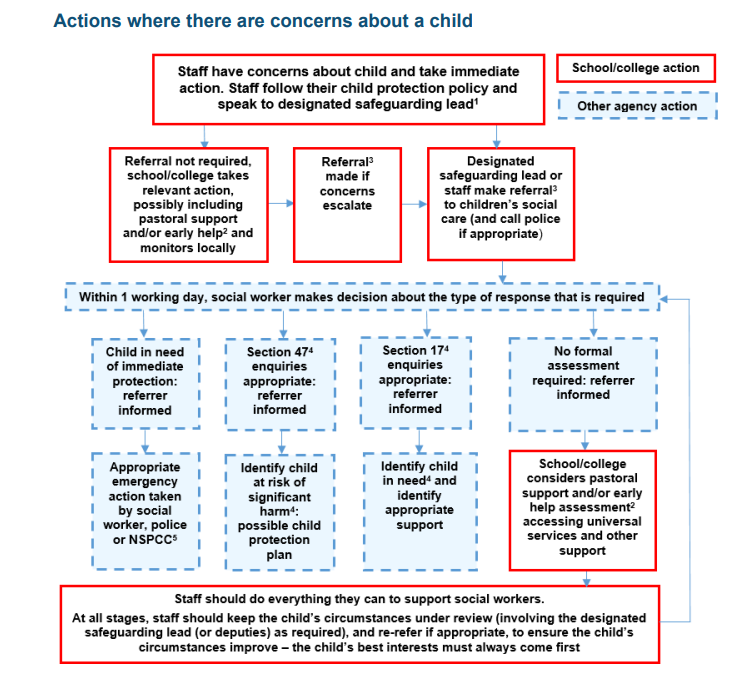 Actions where there are concerns about a child
Staff have concerns about child and take immediate
action. Staff follow their child protection policy and
speak to designated safeguarding lead¹
School/college action
Other agency action
Referral not required,
school/college takes
relevant action,
possibly including
pastoral support
and/or early help² and
monitors locally
Referral³
made if
concerns
escalate
Designated
safeguarding lead or
staff make referral³
to children’s social
care (and call police
if appropriate)
Within 1 working day, social worker makes decision about the type of response that is required
Child in need
of immediate
protection:
referrer
informed
Section 47⁴
enquiries
appropriate:
referrer
informed
Section 17⁴
enquiries
appropriate:
referrer
informed
No formal
assessment
required: referrer
informed
Appropriate
emergency
action taken
by social
worker, police
or NSPCC⁵
Identify child
at risk of
significant
harm⁴:
possible child
protection
plan
Identify child
in need⁴ and
identify
appropriate
support
School/college
considers pastoral
support and/or early
help assessment²
accessing universal
services and other
support
Staff should do everything they can to support social workers.
At all stages, staff should keep the child’s circumstances under review (involving the designated
safeguarding lead (or deputies) as required), and re-refer if appropriate, to ensure the child’s
circumstances improve – the child’s best interests must always come first